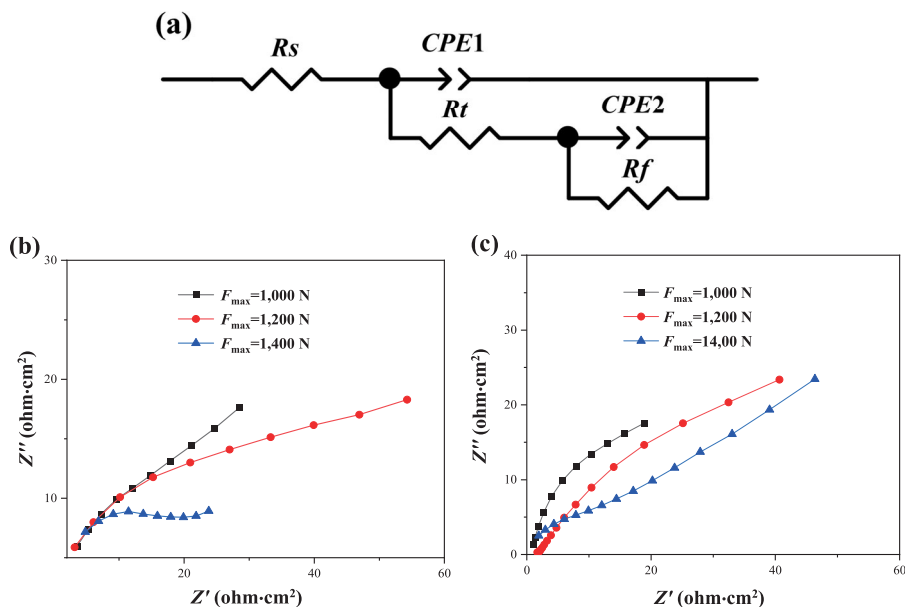 (a)
Rs
CPE1
Rt
CPE2
Rf
(b)
30
20
10
20
40
60
Z'' (ohm·cm²)
Z' (ohm·cm²)
Fmax=1,000 N
Fmax=1,200 N
Fmax=1,400 N
(c)
40
30
20
10
0
0
20
40
60
Z'' (ohm·cm²)
Z' (ohm·cm²)
Fmax=1,000 N
Fmax=1,200 N
Fmax=14,00 N